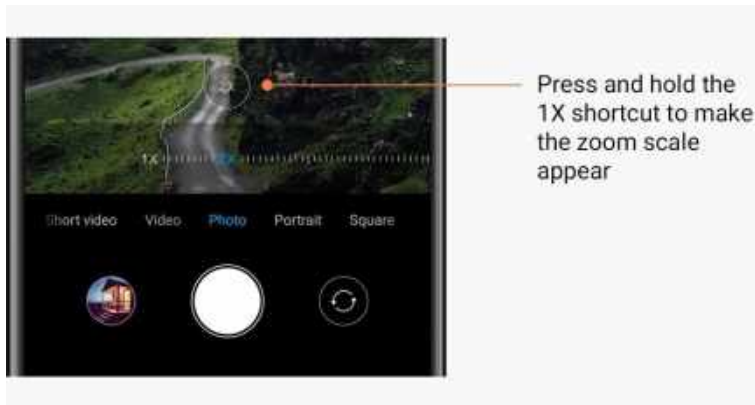 Press and hold the
1X shortcut to make
the zoom scale
appear
1X
Short video Video Photo Portrait Square